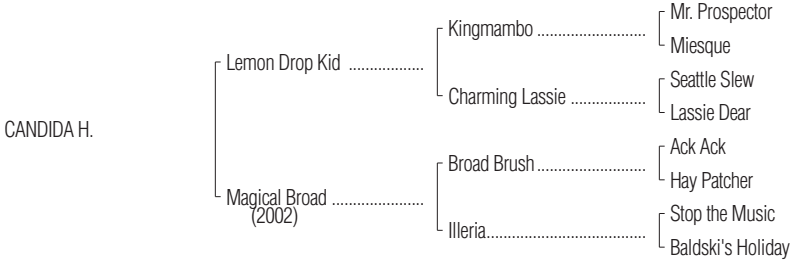 Mr. Prospector
Kingmambo ..........................
Miesque
Lemon Drop Kid ..................
Seattle Slew
Charming Lassie ..................
Lassie Dear
CANDIDA H.
Ack Ack
Broad Brush..........................
Hay Patcher
Magical Broad ......................
(2002)
Stop the Music
Illeria......................................
Baldski's Holiday